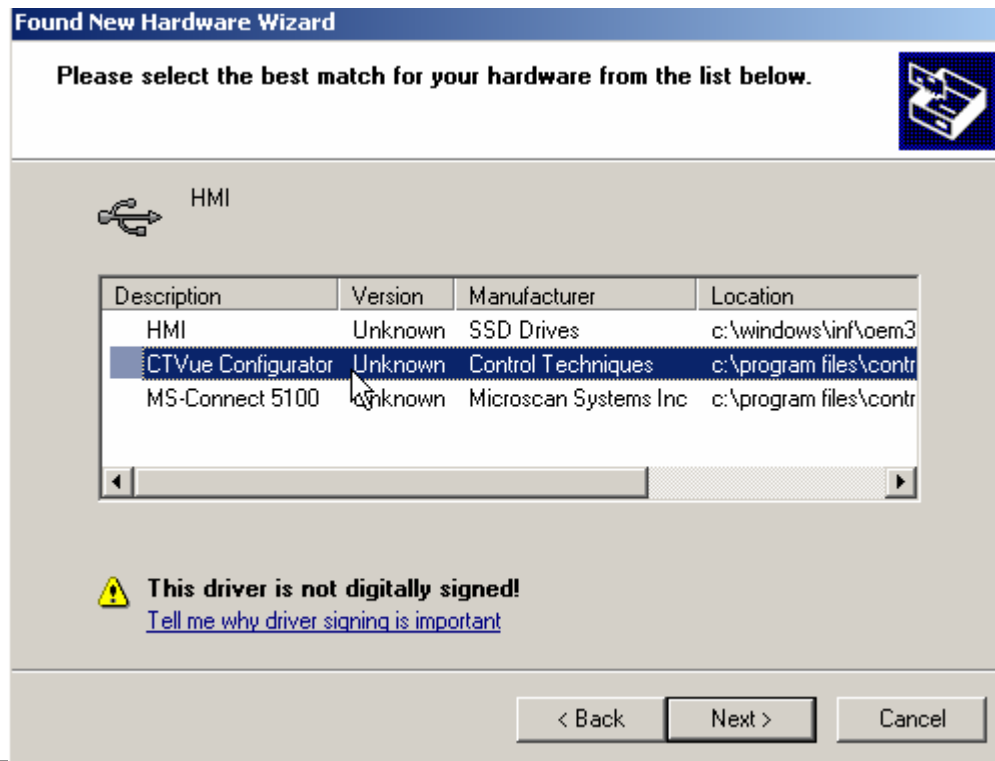 Found New Hardware Wizard
Please select the best match for your hardware from the list below.
HMI
Description Version Manufacturer Location
HMI Unknown SSD Drives c:\windows\inf\oem3
CTVue Configurator Unknown Control Techniques c:\program files\contr
MS-Connect 5100 Unknown Microscan Systems Inc c:\program files\contr
This driver is not digitally signed!
Tell me why driver signing is important
< Back Next > Cancel